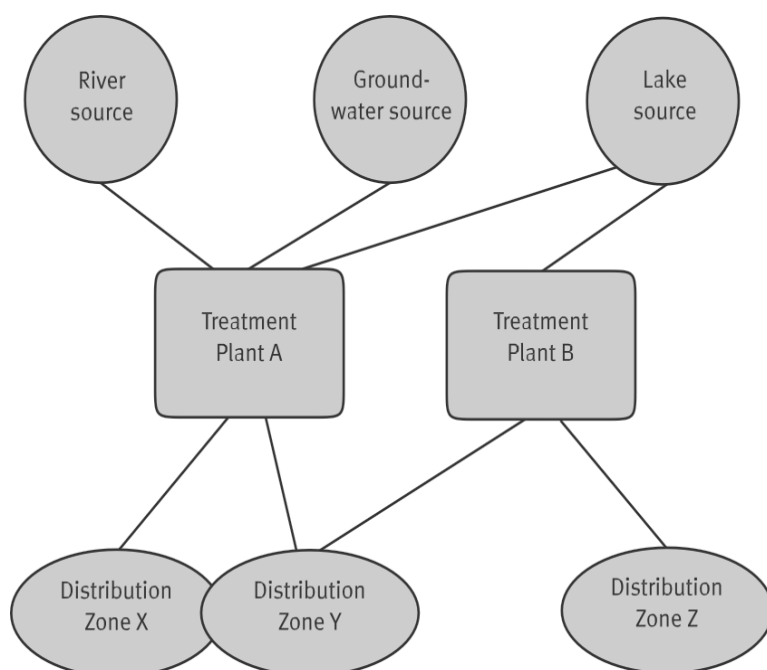 River
source
Ground-
water source
Lake
source
Treatment
Plant A
Treatment
Plant B
Distribution
Zone X
Distribution
Zone Y
Distribution
Zone Z